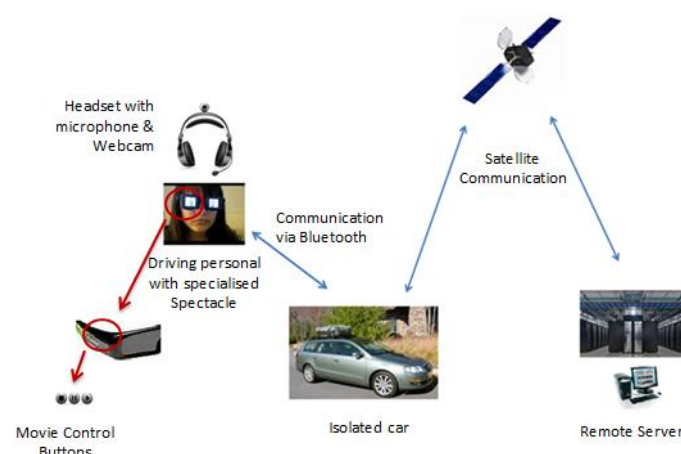 Headset with
microphone &
Webcam
Satellite
Communication
Communication
via Bluetooth
Driving personal
with specialised
Spectacle
Movie Control
Buttons
Isolated car
Remote Server